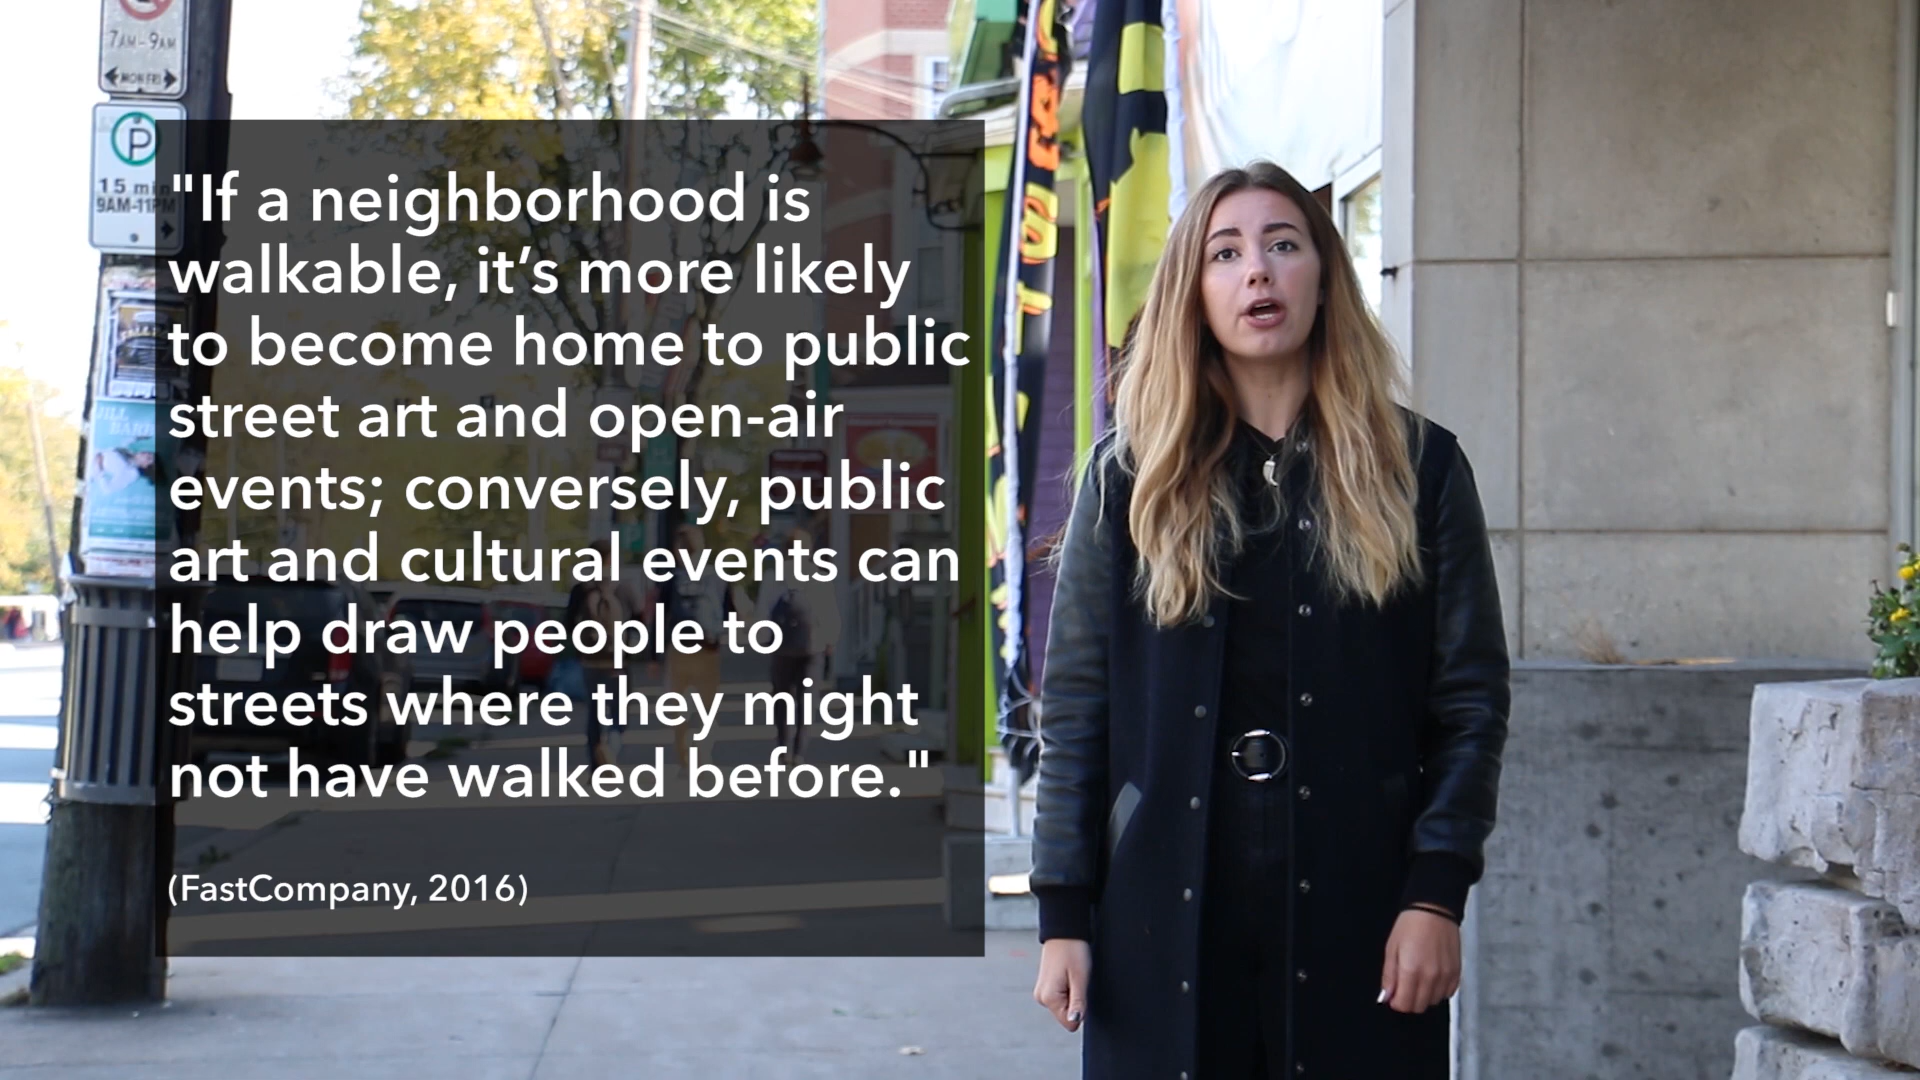 7AM-9AM
MON FRI
P
15 min
9AM-11PM
"If a neighborhood is
walkable, it’s more likely
to become home to public
street art and open-air
events; conversely, public
art and cultural events can
help draw people to
streets where they might
not have walked before."
(FastCompany, 2016)